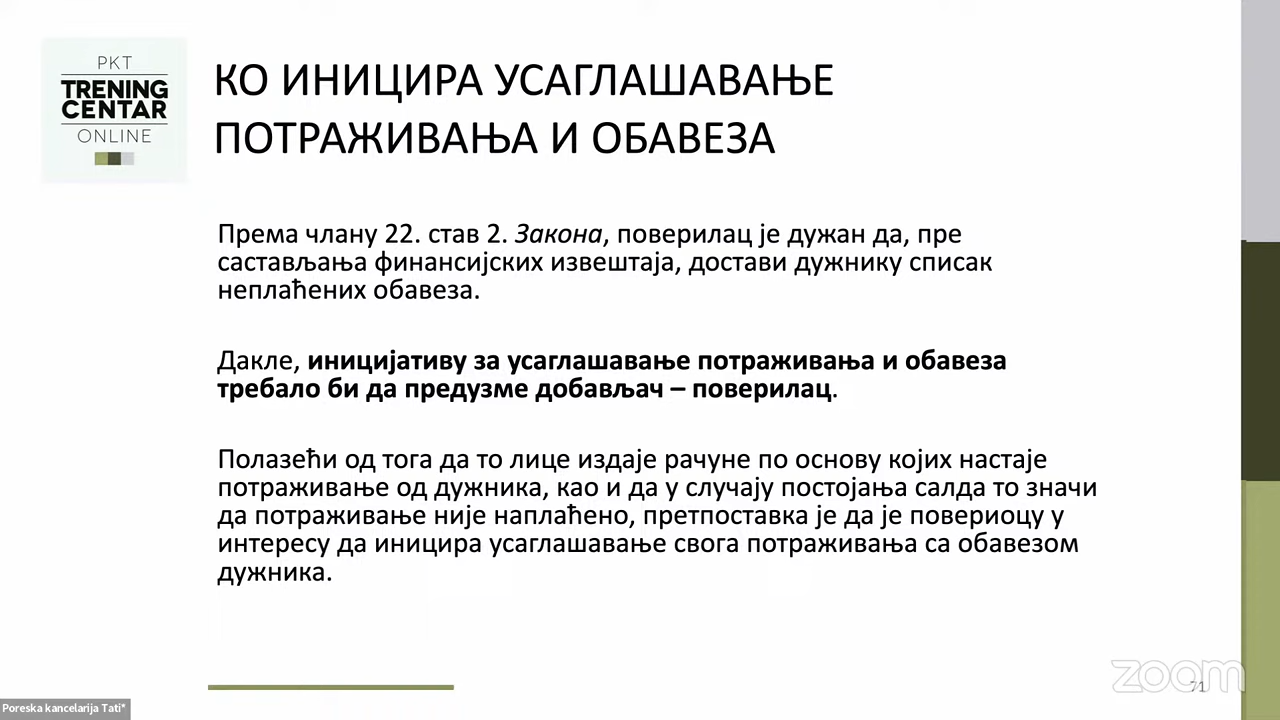 PKT
TRENING
CENTAR
ONLINE
КО ИНИЦИРА УСАГЛАШАВАЊЕ
ПОТРАЖИВАЊА И ОБАВЕЗА
Према члану 22. став 2. Закона, поверилац је дужан да, пре
састављања финансијских извештаја, достави дужнику списак
неплаћених обавеза.
Дакле, иницијативу за усаглашавање потраживања и обавеза
требало би да предузме добављач – поверилац.
Полазећи од тога да то лице издаје рачуне по основу којих настаје
потраживање од дужника, као и да у случају постојања салда то значи
да потраживање није наплаћено, претпоставка је да је повериоцу у
интересу да иницира усаглашавање свога потраживања са обавезом
дужника.
zoom
71
Poreska kancelarija Tati*